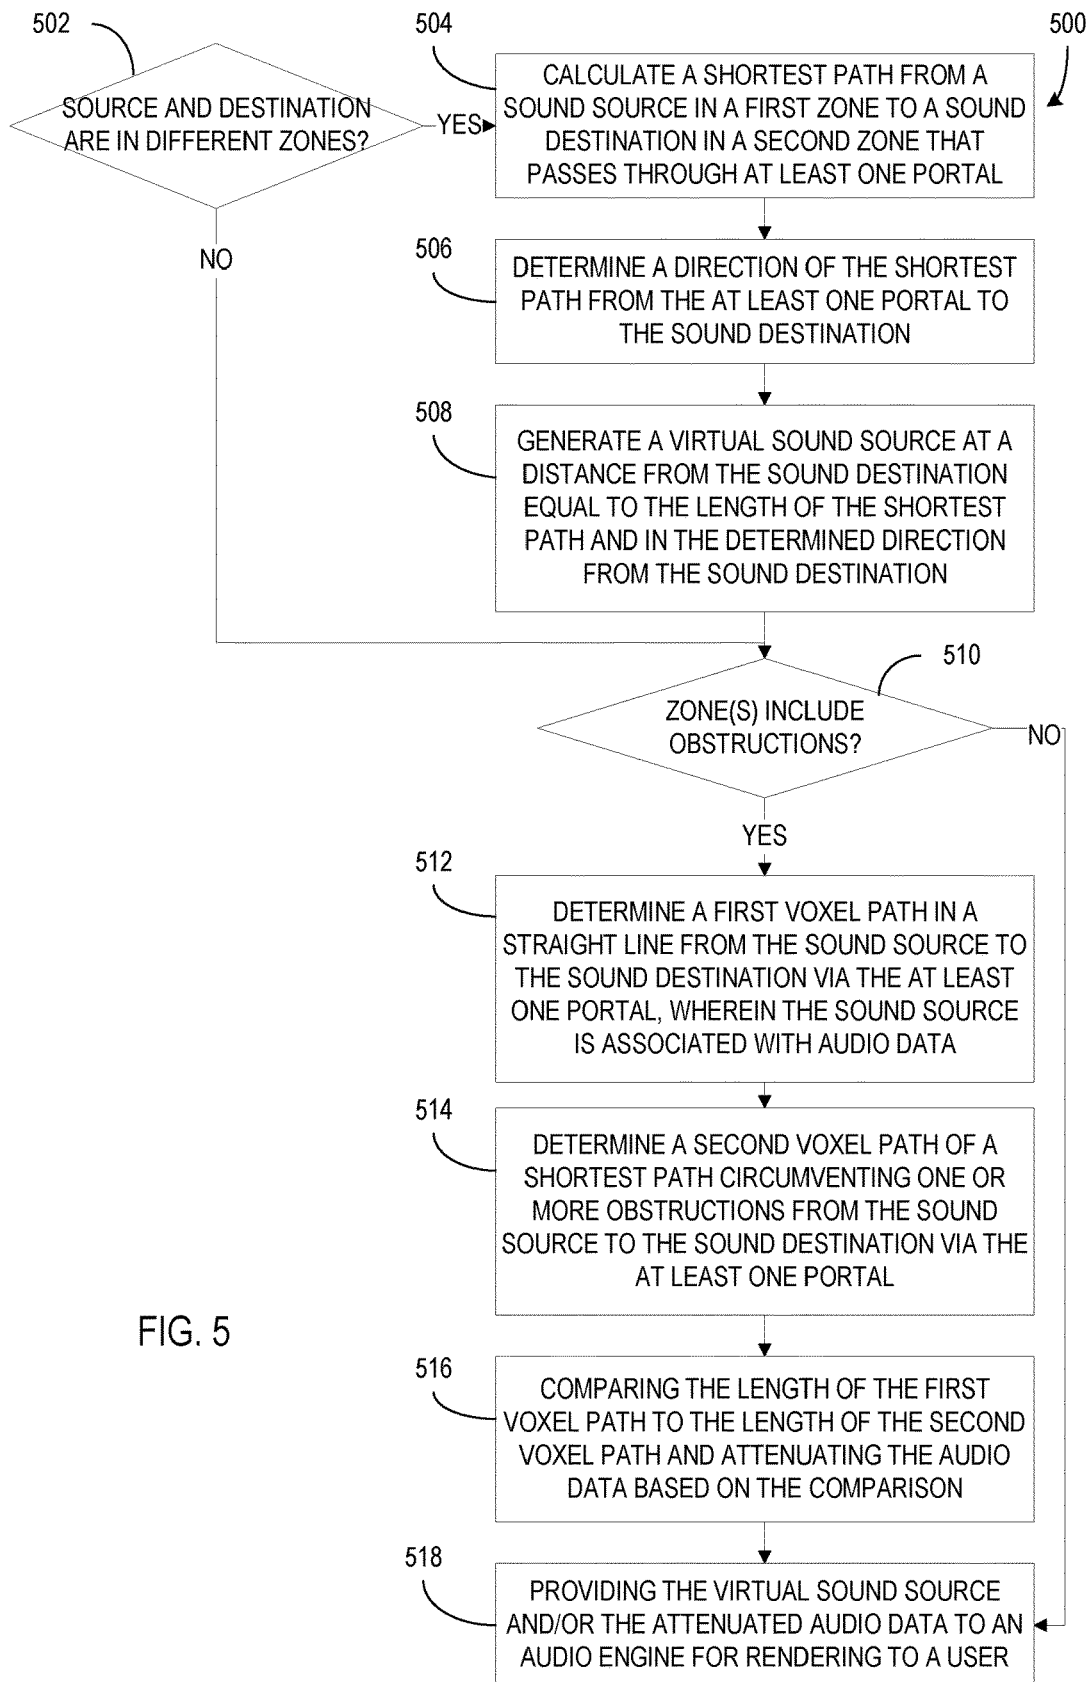 502
SOURCE AND DESTINATION
ARE IN DIFFERENT ZONES?
YES
NO
504
500
CALCULATE A SHORTEST PATH FROM A
SOUND SOURCE IN A FIRST ZONE TO A SOUND
DESTINATION IN A SECOND ZONE THAT
PASSES THROUGH AT LEAST ONE PORTAL
506
DETERMINE A DIRECTION OF THE SHORTEST
PATH FROM THE AT LEAST ONE PORTAL TO
THE SOUND DESTINATION
508
GENERATE A VIRTUAL SOUND SOURCE AT A
DISTANCE FROM THE SOUND DESTINATION
EQUAL TO THE LENGTH OF THE SHORTEST
PATH AND IN THE DETERMINED DIRECTION
FROM THE SOUND DESTINATION
510
ZONE(S) INCLUDE
OBSTRUCTIONS?
NO
YES
512
DETERMINE A FIRST VOXEL PATH IN A
STRAIGHT LINE FROM THE SOUND SOURCE TO
THE SOUND DESTINATION VIA THE AT LEAST
ONE PORTAL, WHEREIN THE SOUND SOURCE
IS ASSOCIATED WITH AUDIO DATA
514
DETERMINE A SECOND VOXEL PATH OF A
SHORTEST PATH CIRCUMVENTING ONE OR
MORE OBSTRUCTIONS FROM THE SOUND
SOURCE TO THE SOUND DESTINATION VIA THE
AT LEAST ONE PORTAL
FIG. 5
516
COMPARING THE LENGTH OF THE FIRST
VOXEL PATH TO THE LENGTH OF THE SECOND
VOXEL PATH AND ATTENUATING THE AUDIO
DATA BASED ON THE COMPARISON
518
PROVIDING THE VIRTUAL SOUND SOURCE
AND/OR THE ATTENUATED AUDIO DATA TO AN
AUDIO ENGINE FOR RENDERING TO A USER